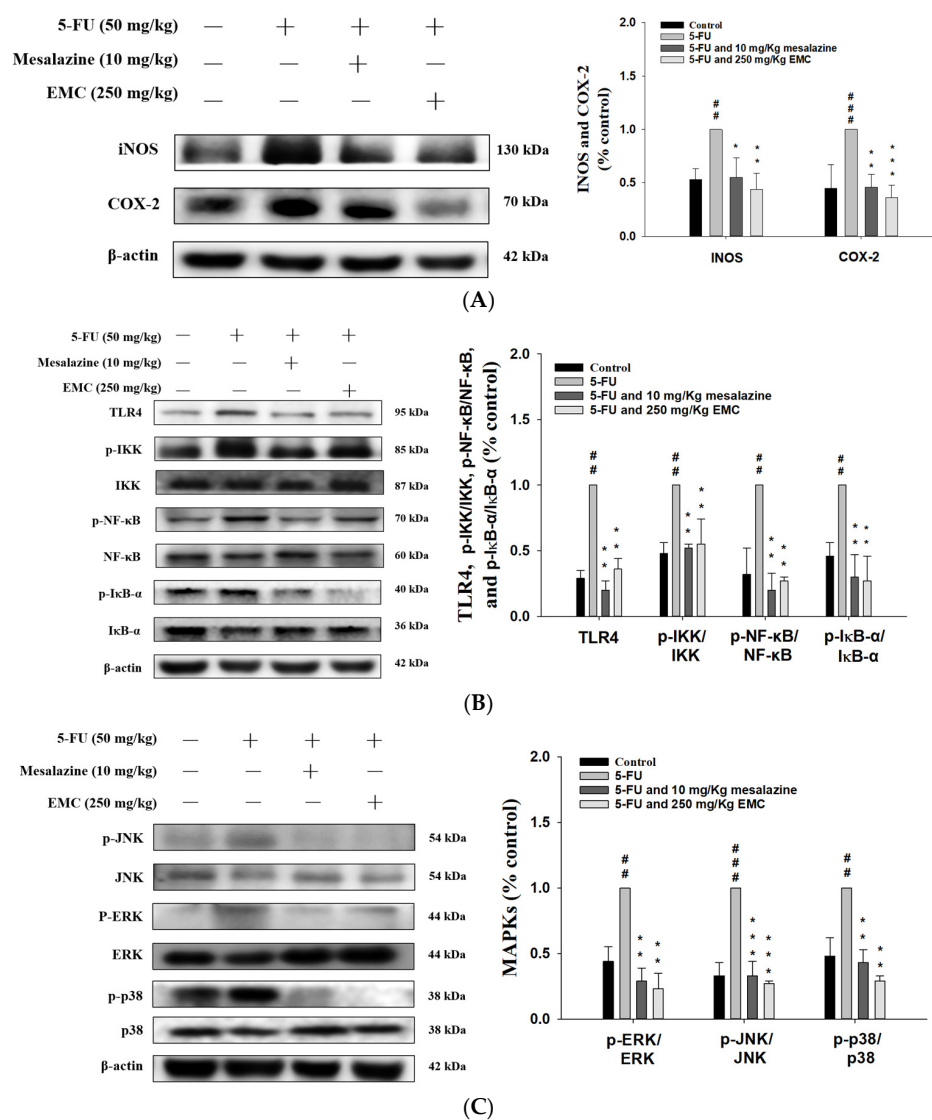 5-FU (50 mg/kg) — + + +
Mesalazine (10 mg/kg) — — + —
EMC (250 mg/kg) — — — +
iNOS 130 kDa
COX-2 70 kDa
β-actin 42 kDa
INOS and COX-2
(% control)
2.0
1.5
1.0
0.5
0.0
Control
5-FU
5-FU and 10 mg/Kg mesalazine
5-FU and 250 mg/Kg EMC
# # * * * # # # * * * * *
INOS COX-2
(A)
5-FU (50 mg/kg) — + + +
Mesalazine (10 mg/kg) — — + —
EMC (250 mg/kg) — — — +
TLR4 95 kDa
p-IKK 85 kDa
IKK 87 kDa
p-NF-κB 70 kDa
NF-κB 60 kDa
p-IκB-α 40 kDa
IκB-α 36 kDa
β-actin 42 kDa
TLR4, p-IKK/IKK, p-NF-κB/NF-κB,
and p-IκB-α/IκB-α (% control)
2.0
1.5
1.0
0.5
0.0
Control
5-FU
5-FU and 10 mg/Kg mesalazine
5-FU and 250 mg/Kg EMC
# # * * * * # # * * * * # # * * * * # # * * * *
TLR4 p-IKK/ p-NF-κB/ p-IκB-α/
IKK NF-κB IκB-α
(B)
5-FU (50 mg/kg) — + + +
Mesalazine (10 mg/kg) — — + —
EMC (250 mg/kg) — — — +
p-JNK 54 kDa
JNK 54 kDa
P-ERK 44 kDa
ERK 44 kDa
p-p38 38 kDa
p38 38 kDa
β-actin 42 kDa
MAPKs (% control)
2.0
1.5
1.0
0.5
0.0
Control
5-FU
5-FU and 10 mg/Kg mesalazine
5-FU and 250 mg/Kg EMC
# # * * * * # # # * * * * * * # # * * * *
p-ERK/ p-JNK/ p-p38/
ERK JNK p38
(C)